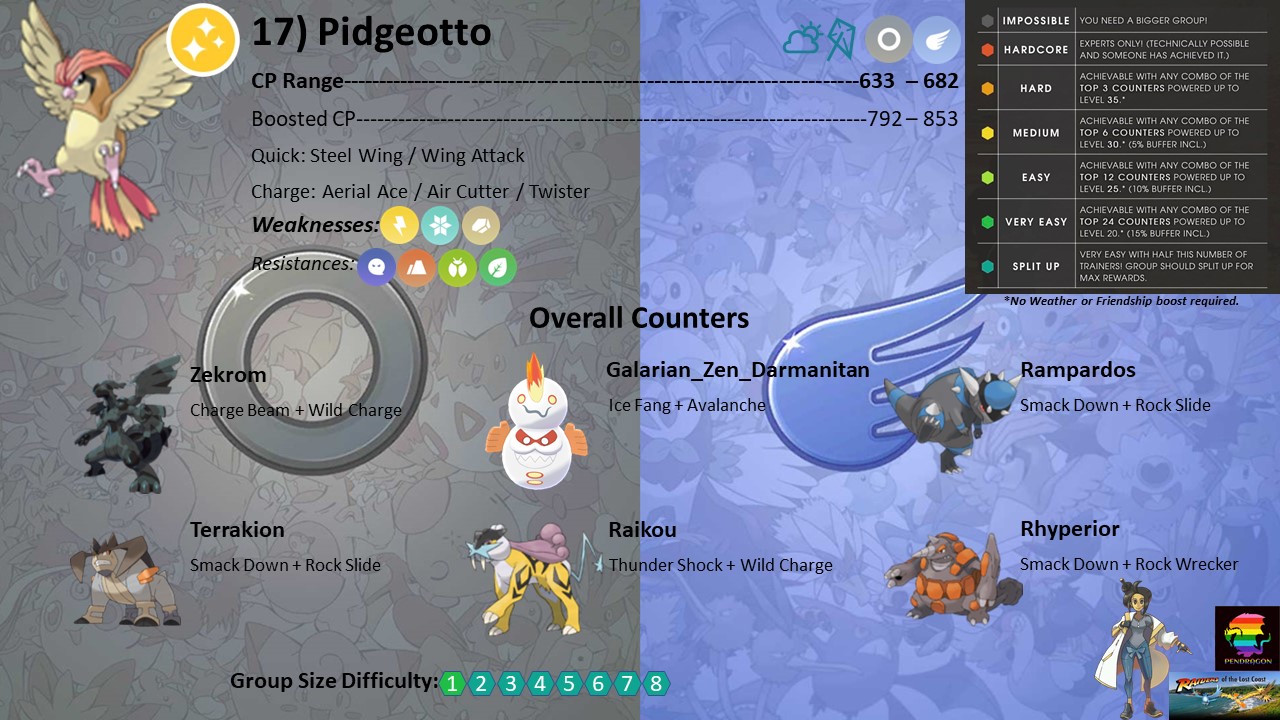 17) Pidgeotto
CP Range-----------------------------------------------------------------------------633 – 682
Boosted CP---------------------------------------------------------------------------792 – 853
Quick: Steel Wing / Wing Attack
Charge: Aerial Ace / Air Cutter / Twister
Weaknesses:
Resistances:
IMPOSSIBLE YOU NEED A BIGGER GROUP!
HARDCORE EXPERTS ONLY! (TECHNICALLY POSSIBLE
AND SOMEONE HAS ACHIEVED IT.)
HARD ACHIEVABLE WITH ANY COMBO OF THE
TOP 3 COUNTERS POWERED UP TO
LEVEL 35.*
MEDIUM ACHIEVABLE WITH ANY COMBO OF THE
TOP 6 COUNTERS POWERED UP TO
LEVEL 30.* (5% BUFFER INCL.)
EASY ACHIEVABLE WITH ANY COMBO OF THE
TOP 12 COUNTERS POWERED UP TO
LEVEL 25.* (10% BUFFER INCL.)
VERY EASY ACHIEVABLE WITH ANY COMBO OF THE
TOP 24 COUNTERS POWERED UP TO
LEVEL 20.* (15% BUFFER INCL.)
SPLIT UP VERY EASY WITH HALF THIS NUMBER OF
TRAINERS! GROUP SHOULD SPLIT UP FOR
MAX REWARDS.
*No Weather or Friendship boost required.
Overall Counters
Zekrom
Charge Beam + Wild Charge
Galarian_Zen_Darmanitan
Ice Fang + Avalanche
Rampardos
Smack Down + Rock Slide
Terrakion
Smack Down + Rock Slide
Raikou
Thunder Shock + Wild Charge
Rhyperior
Smack Down + Rock Wrecker
Group Size Difficulty: 1 2 3 4 5 6 7 8
PENDRAGON
RAIDERS of the Lost Coast